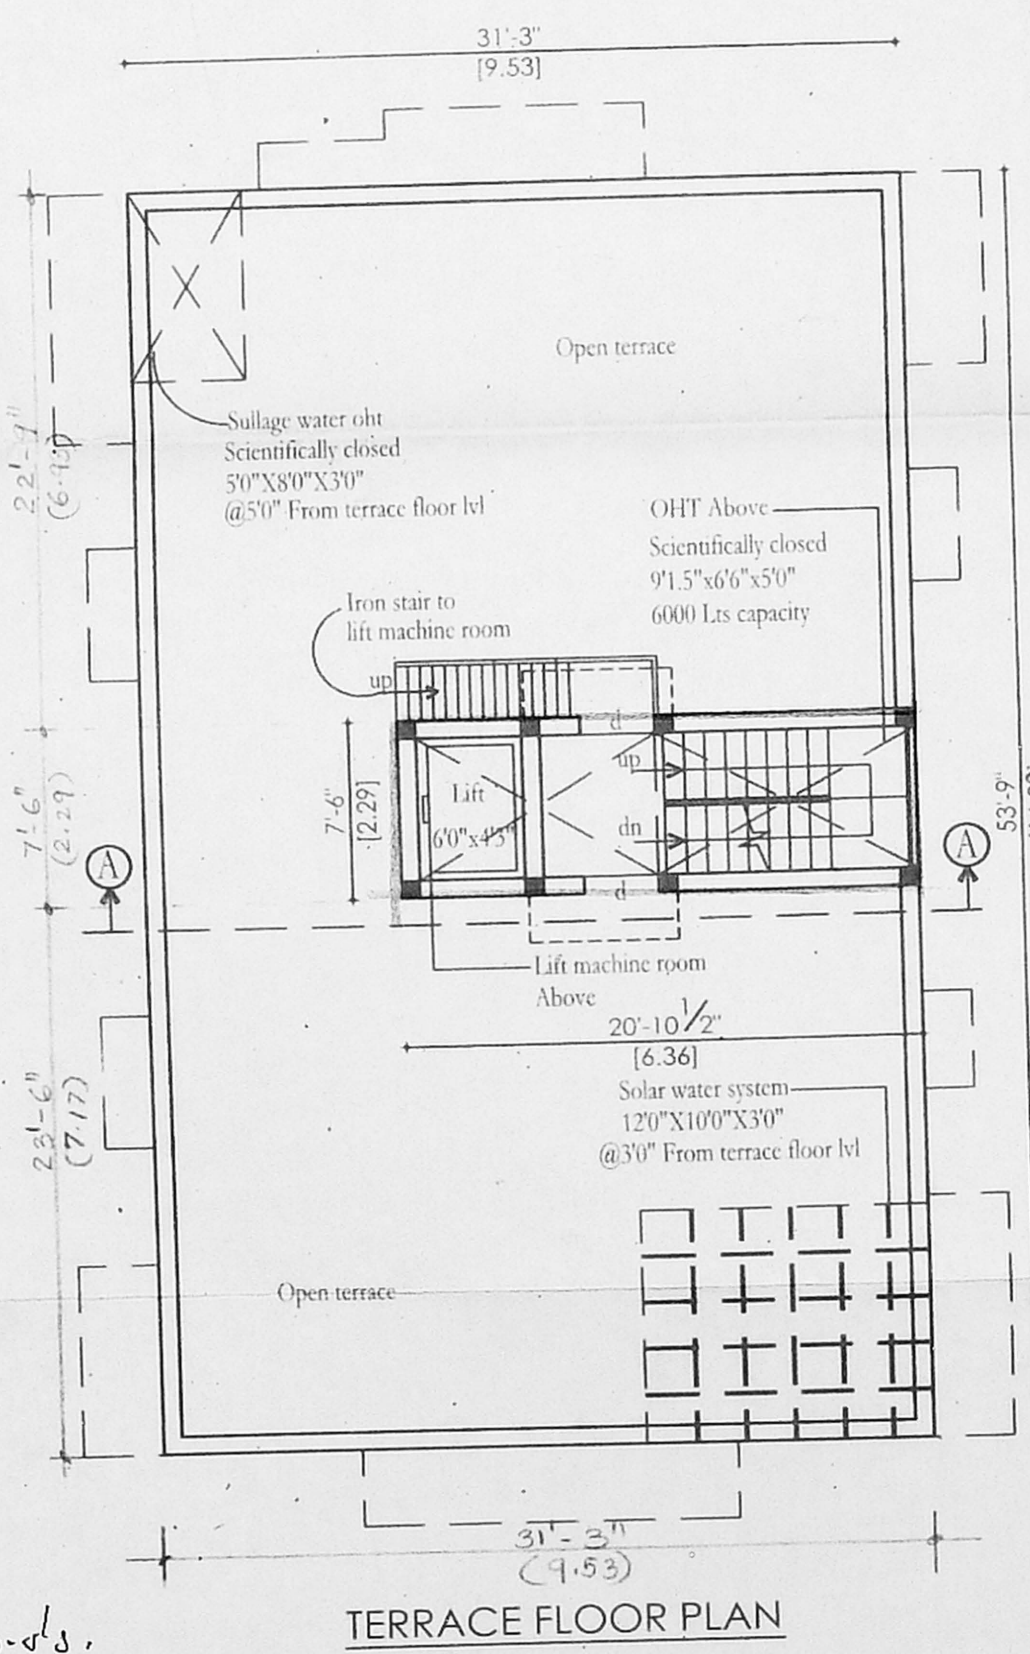 31'-3"
[9.53]
Open terrace
Sullage water oht
Scientifically closed
5'0"X8'0"X3'0"
@5'0" From terrace floor lvl
22'-9"
OHT Above
Scientifically closed
9'1.5"x6'6"x5'0"
6000 Lts capacity
Iron stair to
lift machine room
up
d
up
Lift
6'0"x4'3"
dn
d
7'-6"
[2.29]
7'-6"
(2.29)
53'-9"
A
A
Lift machine room
Above
20'-10 1/2"
[6.36]
Solar water system
12'0"X10'0"X3'0"
@3'0" From terrace floor lvl
23'-6"
(7.17)
Open terrace
31'-3"
(9.53)
TERRACE FLOOR PLAN